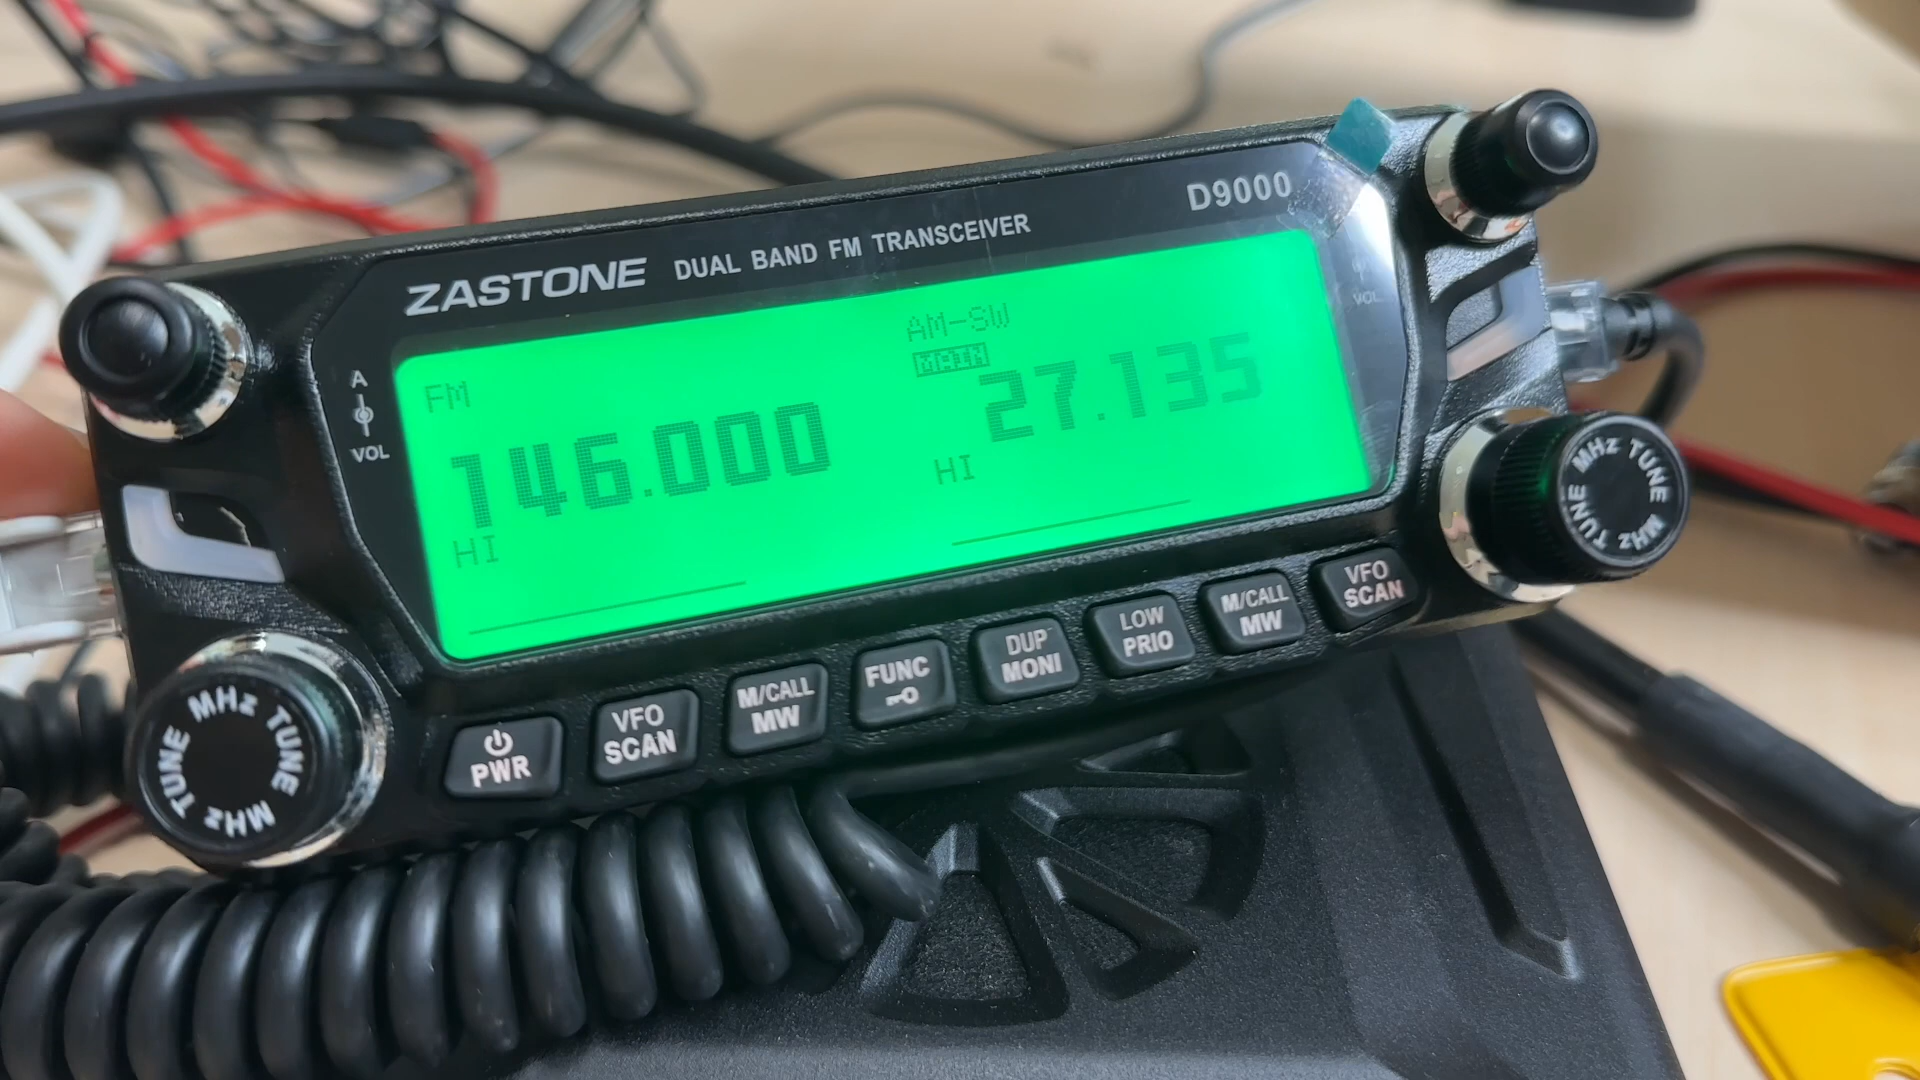 ZASTONE DUAL BAND FM TRANSCEIVER D9000
A
VOL
VOL
FM
146.000
HI
AM-SW
MAIN
27.135
HI
MHz TUNE MHz TUNE
MHz TUNE MHz TUNE
PWR
VFO
SCAN
M/CALL
MW
FUNC
DUP
MONI
LOW
PRIO
M/CALL
MW
VFO
SCAN